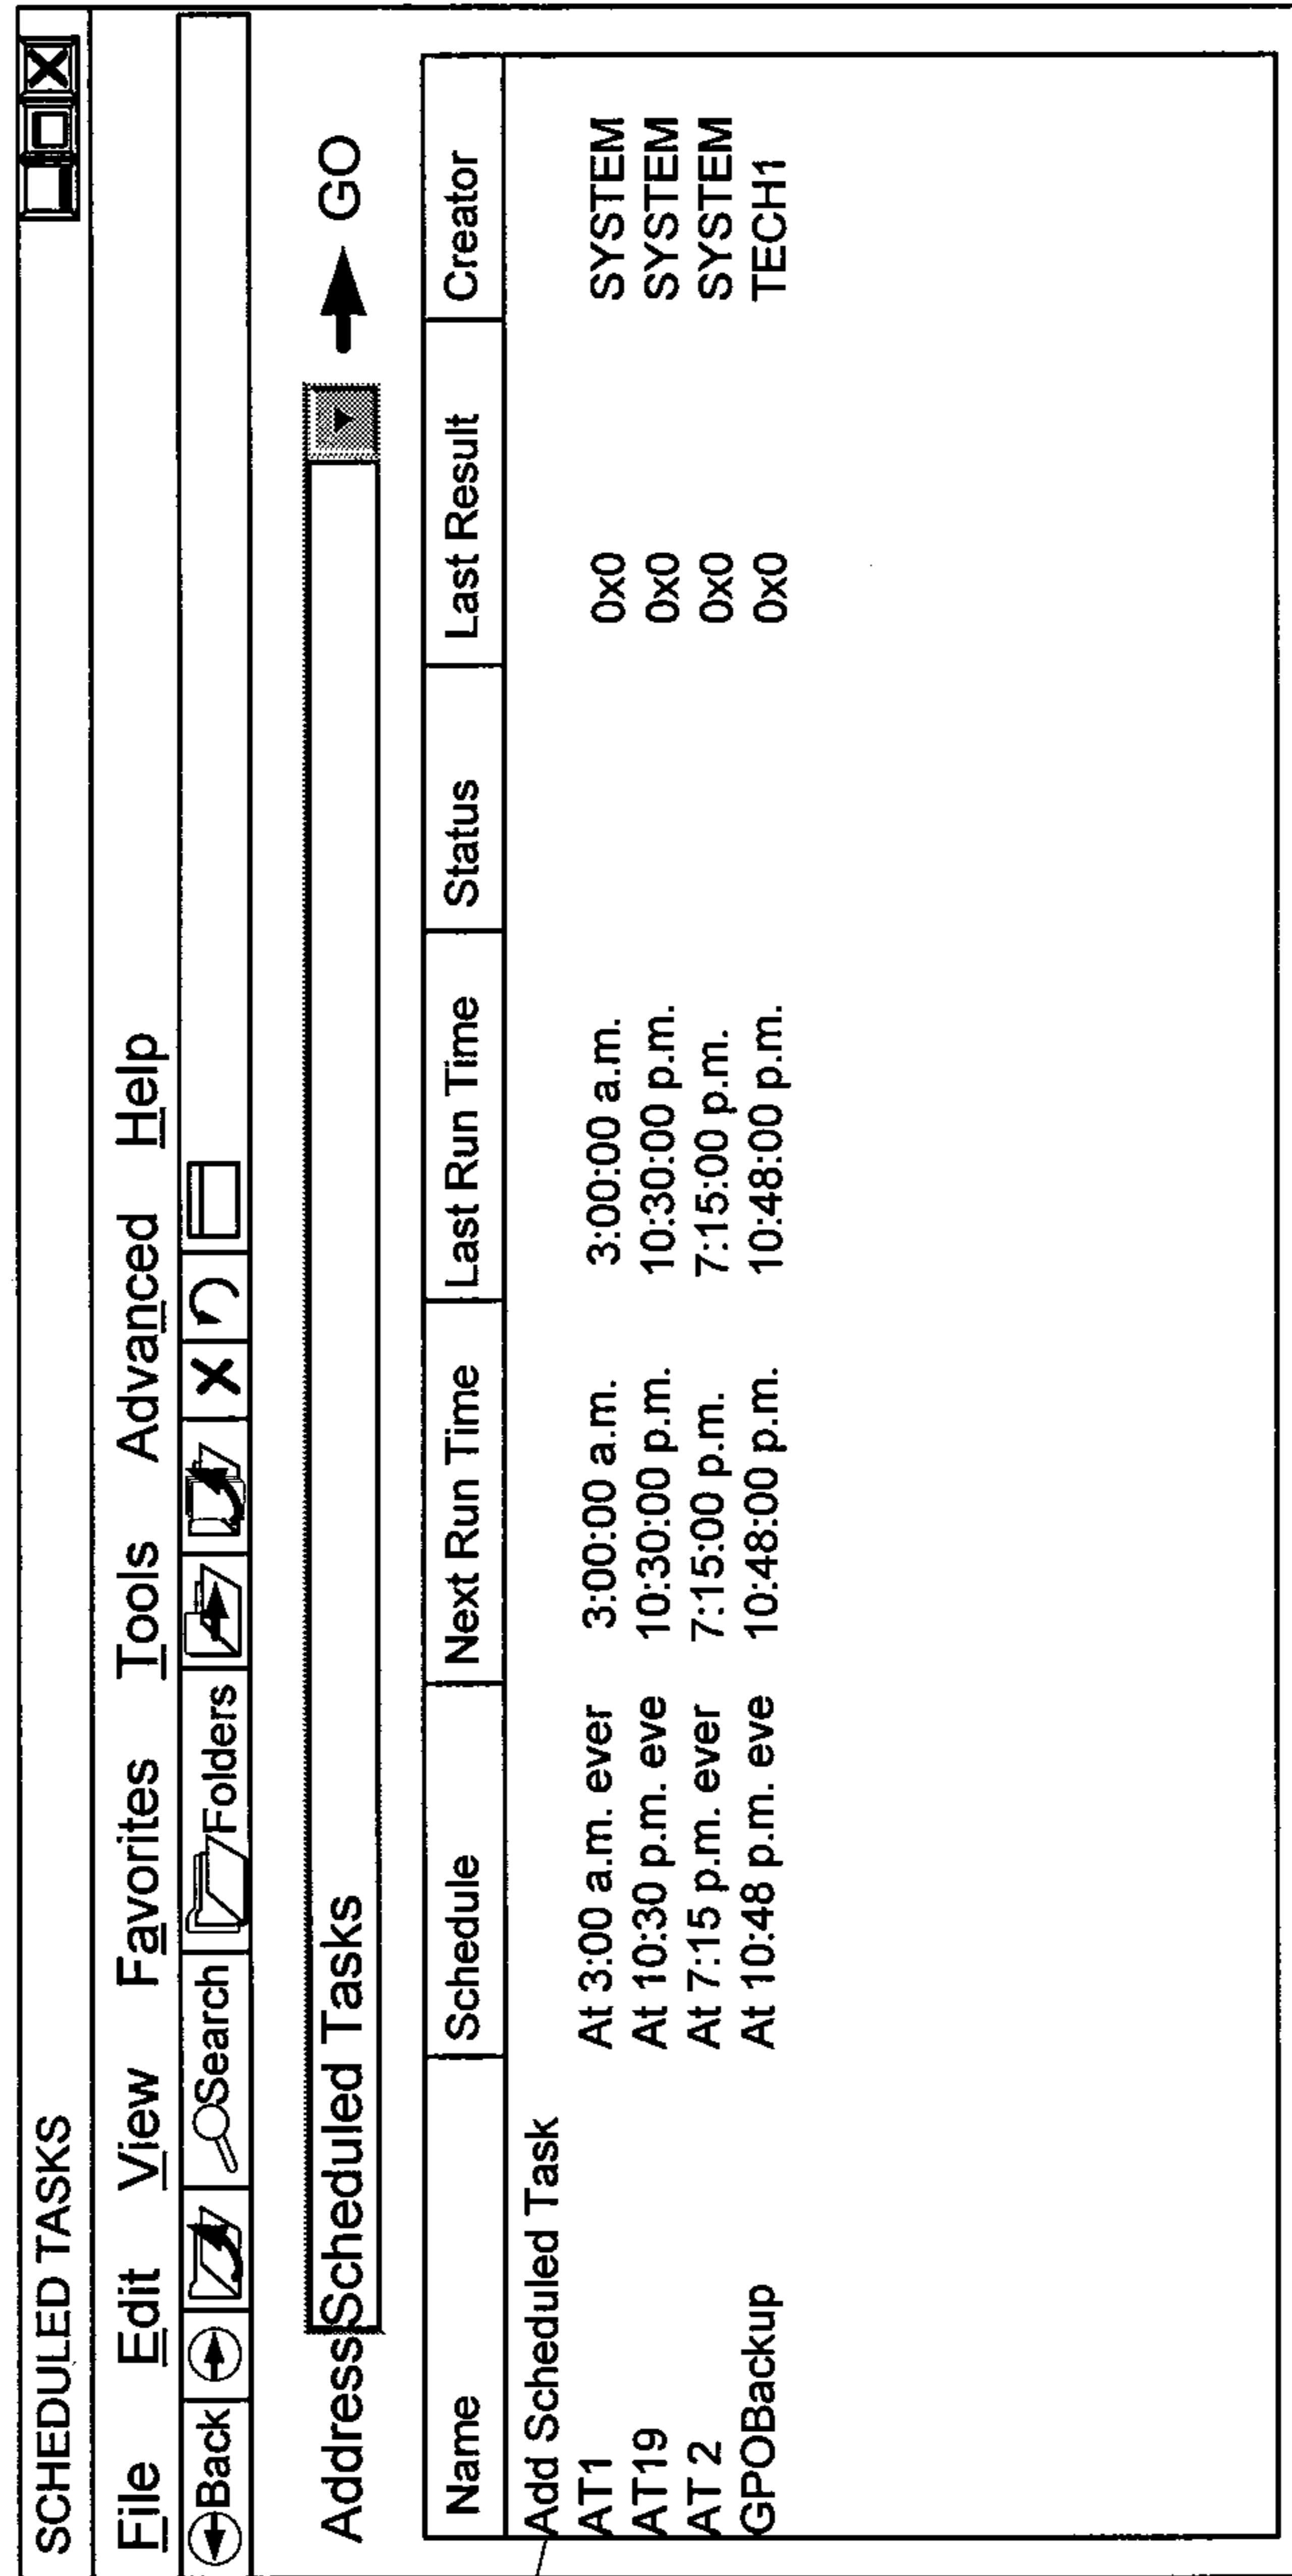 SCHEDULED TASKS
File Edit View Favorites Tools Advanced Help
Back Search Folders
Address Scheduled Tasks GO
Name Schedule Next Run Time Last Run Time Status Last Result Creator
Add Scheduled Task
AT1 At 3:00 a.m. ever 3:00:00 a.m. 3:00:00 a.m. 0x0 SYSTEM
AT19 At 10:30 p.m. eve 10:30:00 p.m. 10:30:00 p.m. 0x0 SYSTEM
AT 2 At 7:15 p.m. ever 7:15:00 p.m. 7:15:00 p.m. 0x0 SYSTEM
GPOBackup At 10:48 p.m. eve 10:48:00 p.m. 10:48:00 p.m. 0x0 TECH1